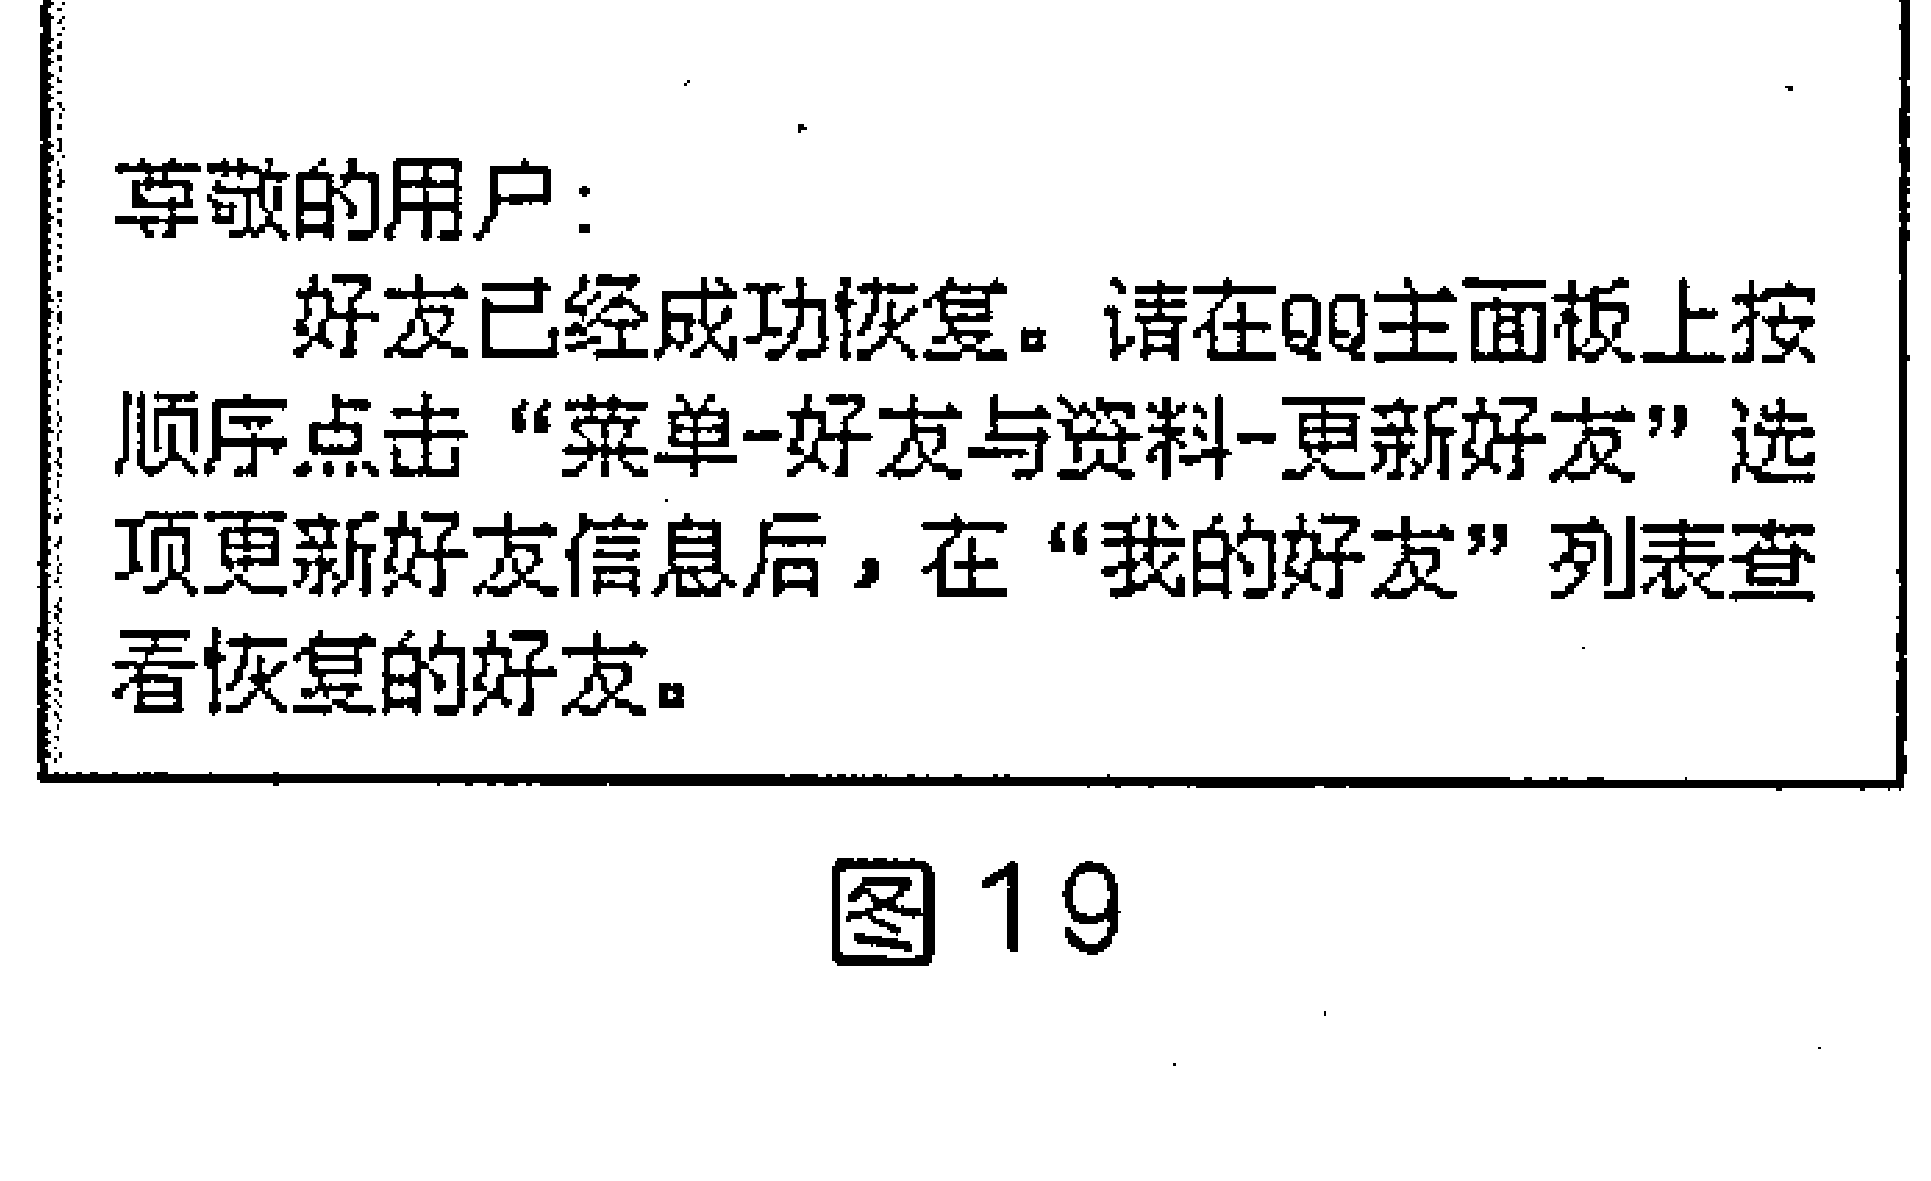 尊敬的用户：
好友已经成功恢复。请在QQ主面板上按
顺序点击“菜单-好友与资料-更新好友”选
项更新好友信息后，在“我的好友”列表查
看恢复的好友。
图19